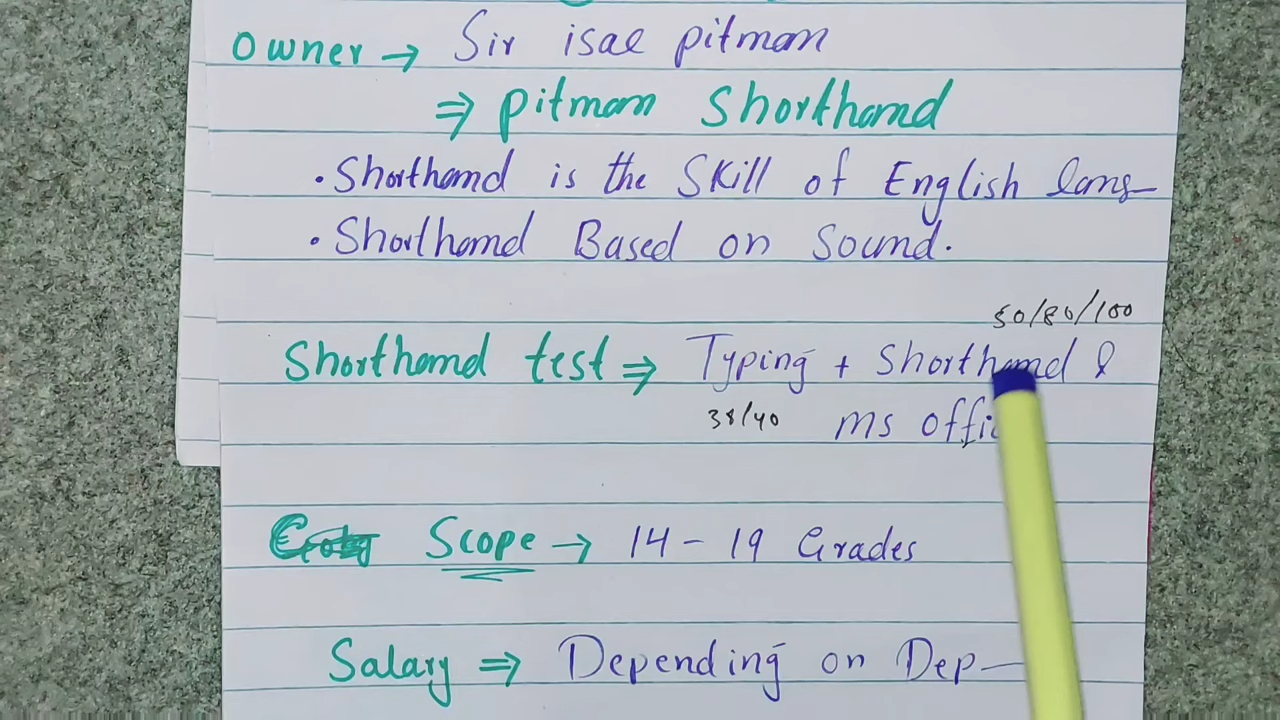 Owner → Sir isac pitman
⇒ pitman Shorthand
• Shorthand is the Skill of English lang
• Shorthand Based on Sound.
50/80/100
Shorthand test ⇒ Typing + Shorthand &
38/40 ms offi
Scope → 14 - 19 Grades
Salary ⇒ Depending on Dep